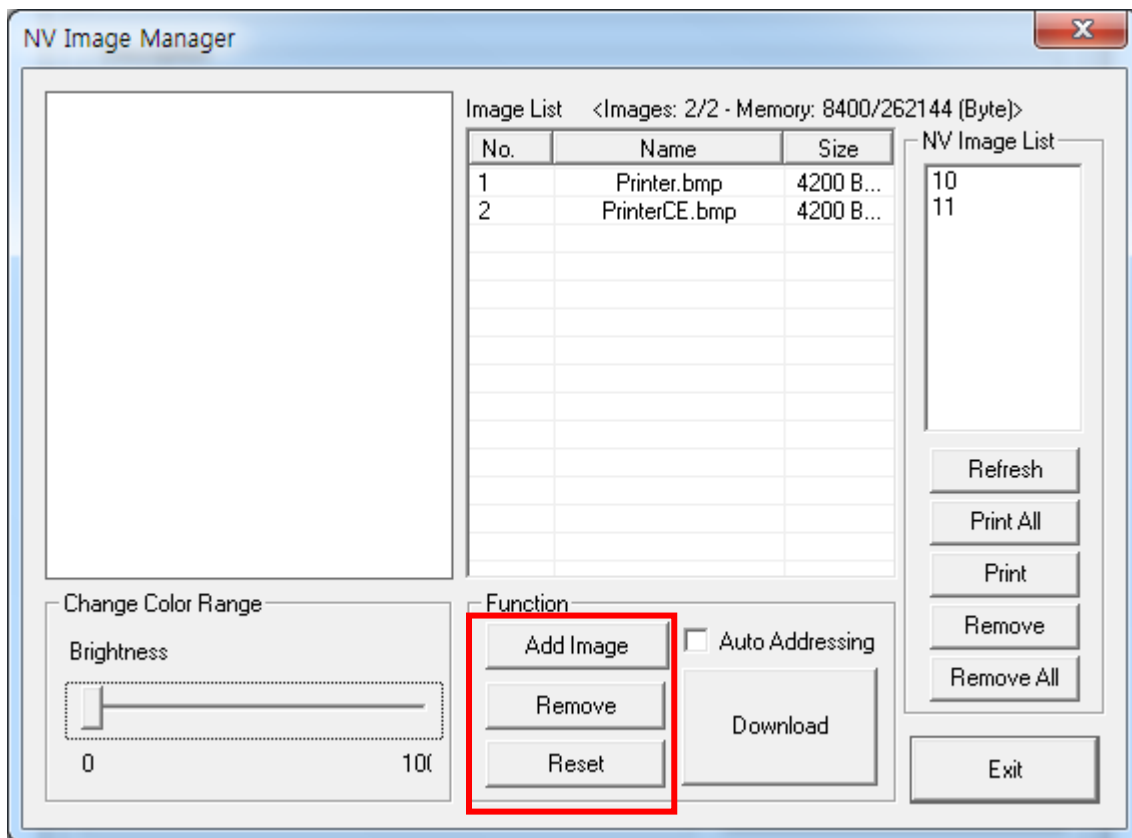 NV Image Manager
Image List <Images: 2/2 - Memory: 8400/262144 (Byte)>
No. Name Size
1 Printer.bmp 4200 B...
2 PrinterCE.bmp 4200 B...
NV Image List
10
11
Refresh
Print All
Print
Remove
Remove All
Change Color Range
Brightness
0 100
Function
Add Image
Remove
Reset
Auto Addressing
Download
Exit